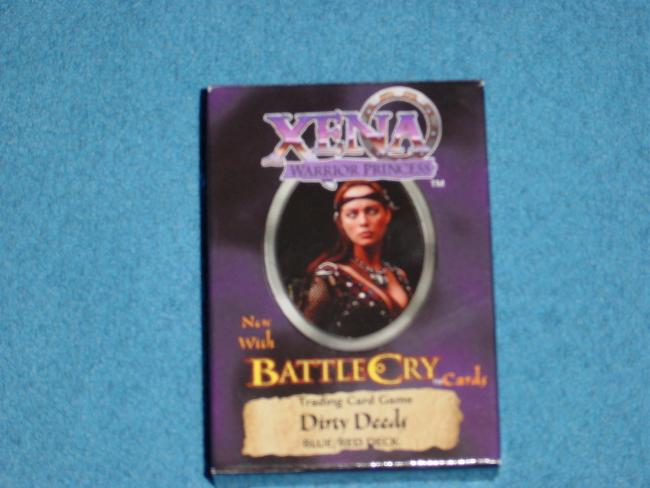 XENA
WARRIOR PRINCESS
TM
New
With
BATTLECRY Cards
Trading Card Game
Dirty Deeds
BLUE/RED DECK